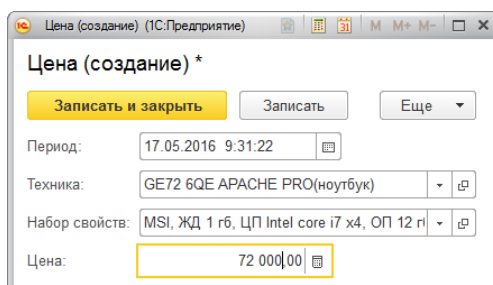 Цена (создание) (1С:Предприятие) M M+ M-
Цена (создание) *
Записать и закрыть Записать Еще
Период: 17.05.2016 9:31:22
Техника: GE72 6QE APACHE PRO(ноутбук)
Набор свойств: MSI, ЖД 1 гб, ЦП Intel core i7 x4, ОП 12 гб
Цена: 72 000,00